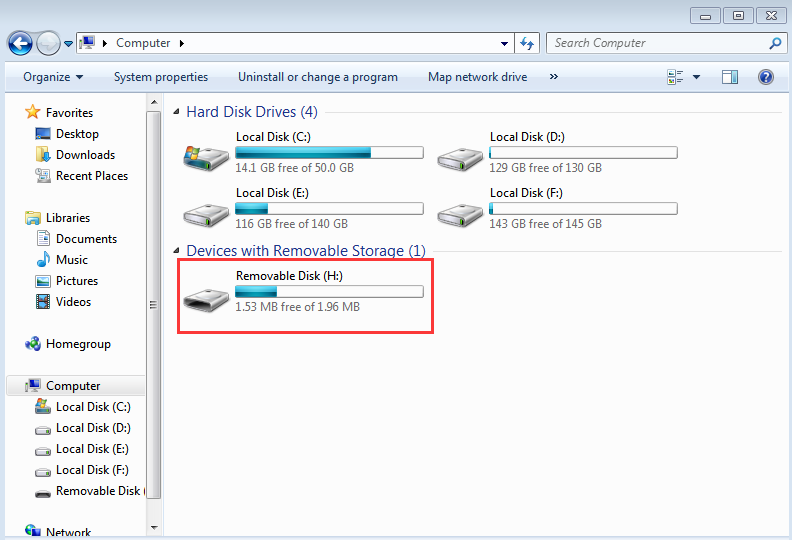 Computer
Search Computer
Organize
System properties
Uninstall or change a program
Map network drive
»
?
Favorites
Desktop
Downloads
Recent Places
Libraries
Documents
Music
Pictures
Videos
Homegroup
Computer
Local Disk (C:)
Local Disk (D:)
Local Disk (E:)
Local Disk (F:)
Removable Disk (
Network
Hard Disk Drives (4)
Local Disk (C:)
14.1 GB free of 50.0 GB
Local Disk (D:)
129 GB free of 130 GB
Local Disk (E:)
116 GB free of 140 GB
Local Disk (F:)
143 GB free of 145 GB
Devices with Removable Storage (1)
Removable Disk (H:)
1.53 MB free of 1.96 MB